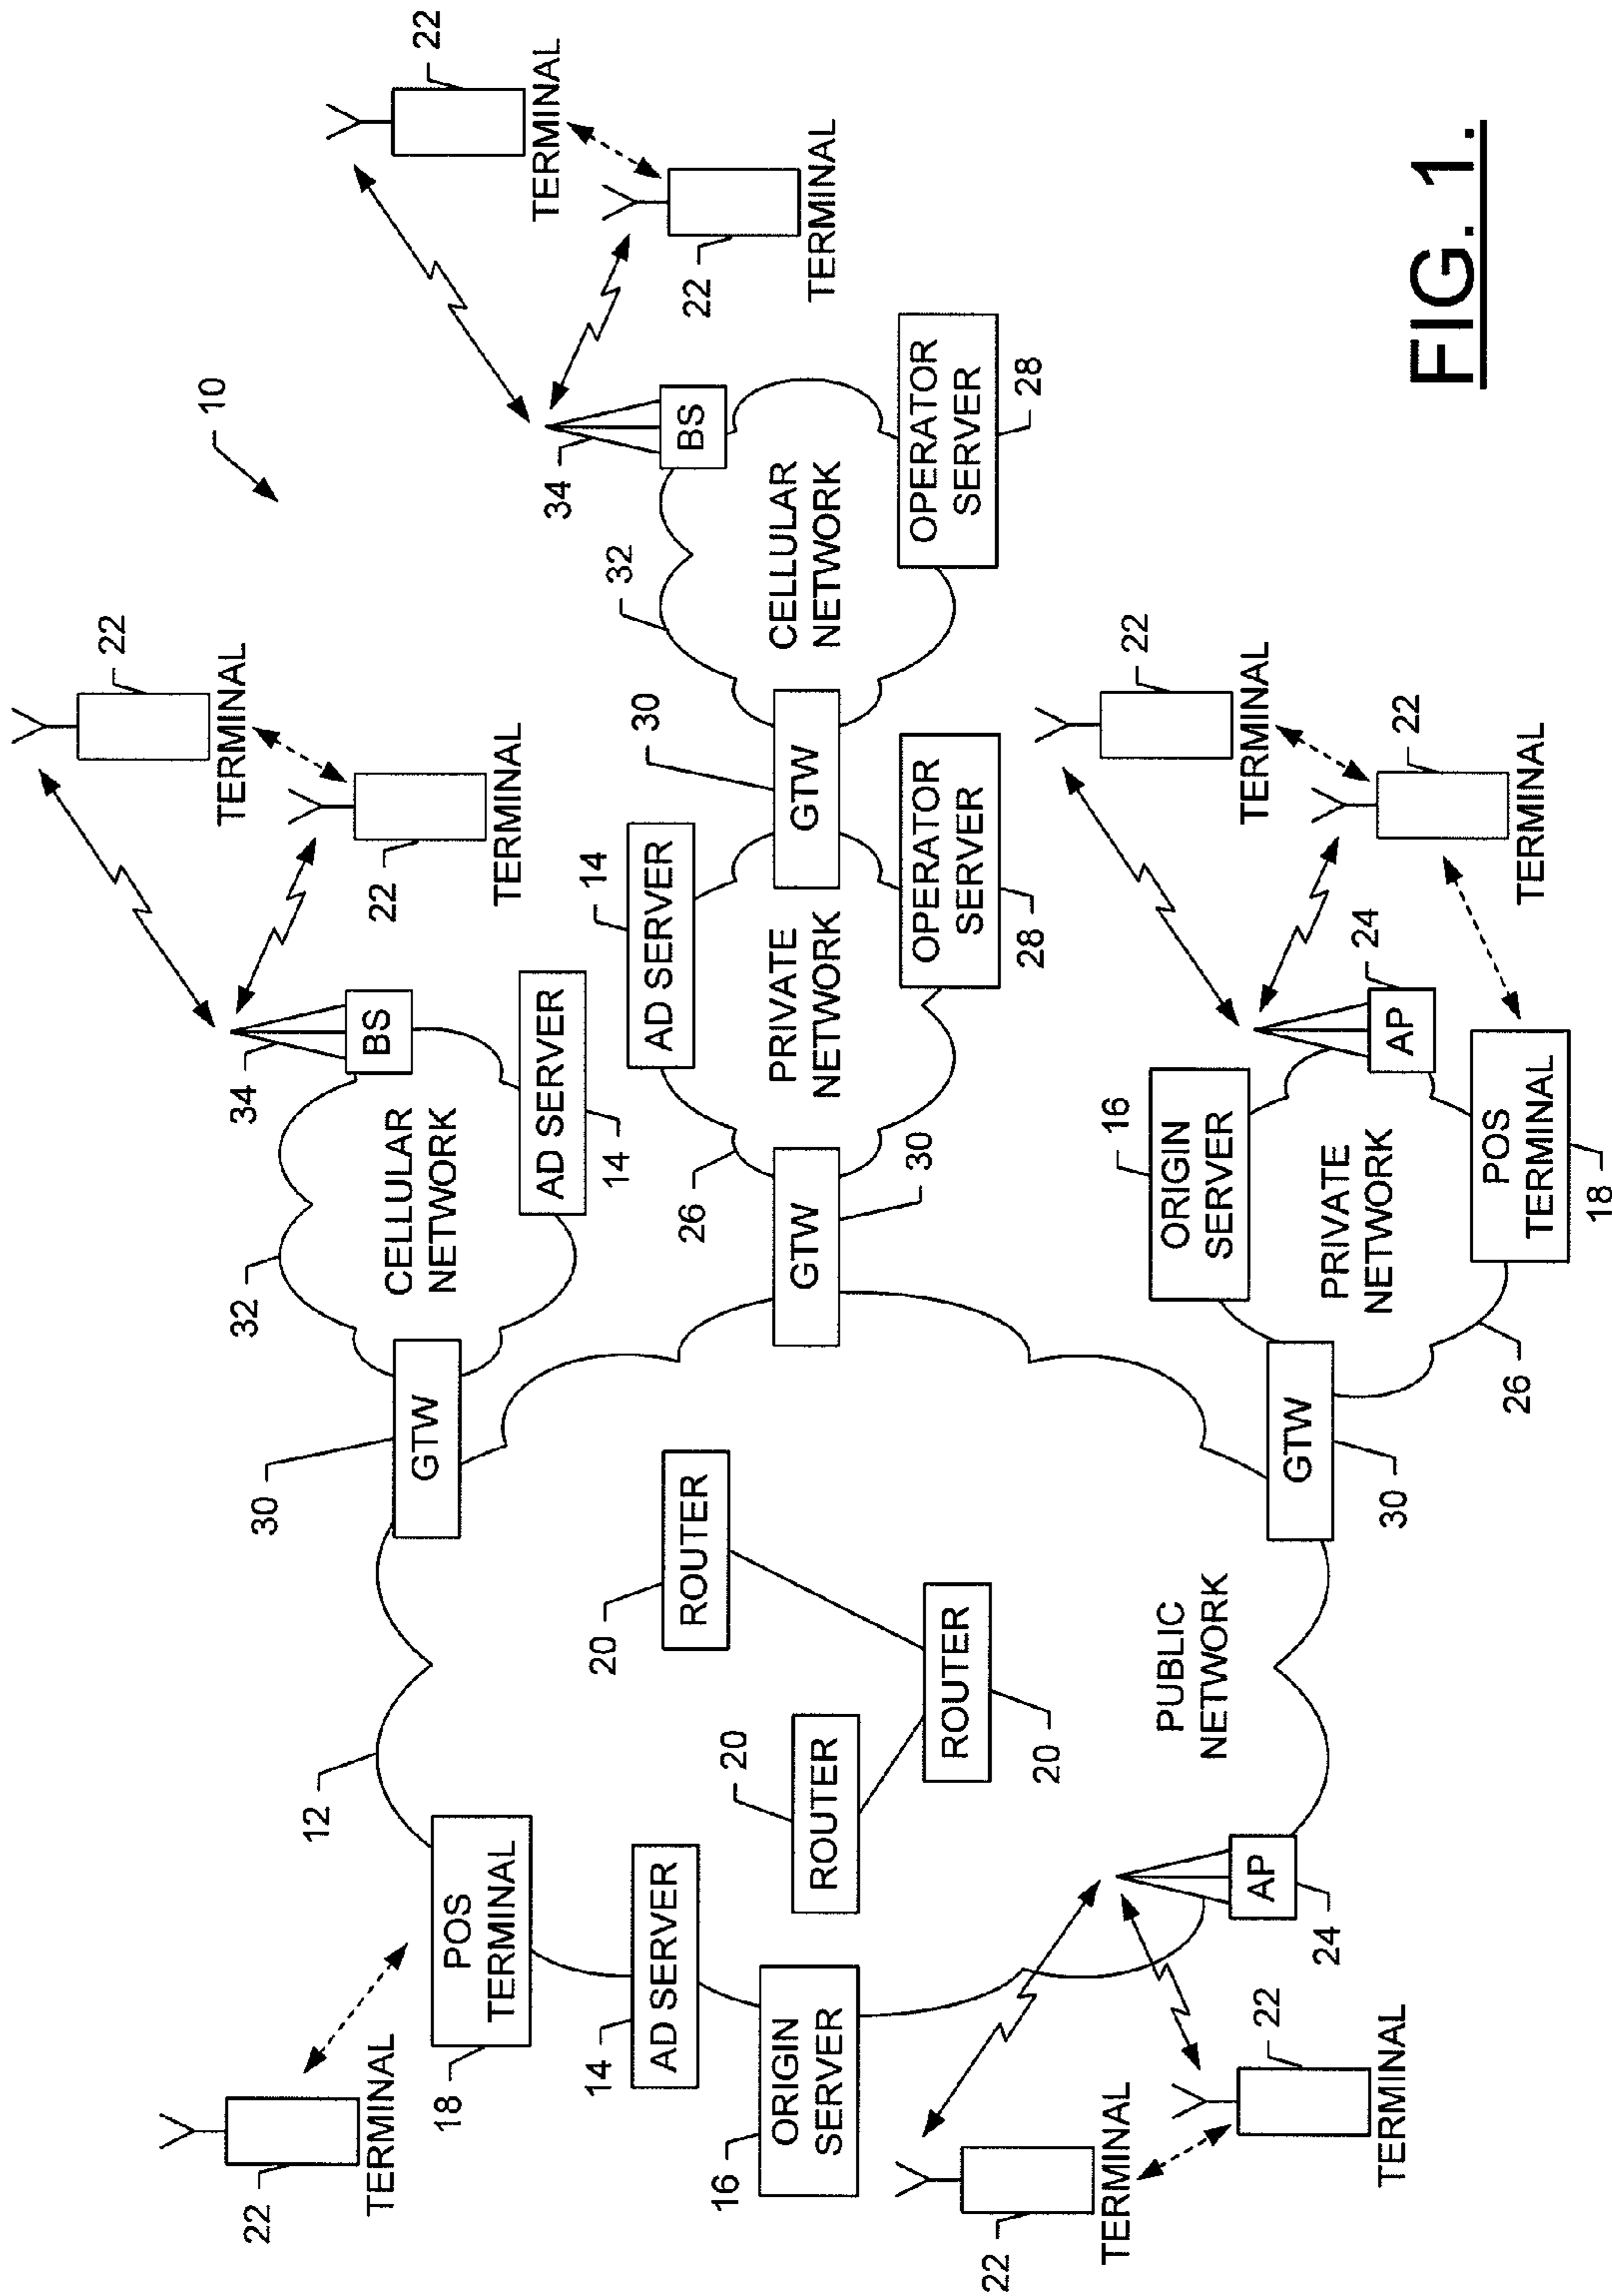 10
22
TERMINAL
18
POS
TERMINAL
14
AD SERVER
16
ORIGIN
SERVER
22
TERMINAL
22
TERMINAL
24
AP
12
20
ROUTER
20
ROUTER
ROUTER
20
PUBLIC
NETWORK
30
GTW
32
CELLULAR
NETWORK
34
BS
AD SERVER
14
22
TERMINAL
22
TERMINAL
GTW
30
26
14
AD SERVER
PRIVATE
NETWORK
OPERATOR
SERVER
28
30
GTW
32
CELLULAR
NETWORK
34
BS
OPERATOR
SERVER
28
22
TERMINAL
22
TERMINAL
GTW
30
16
ORIGIN
SERVER
PRIVATE
NETWORK
26
24
AP
POS
TERMINAL
18
22
TERMINAL
22
TERMINAL
FIG. 1.